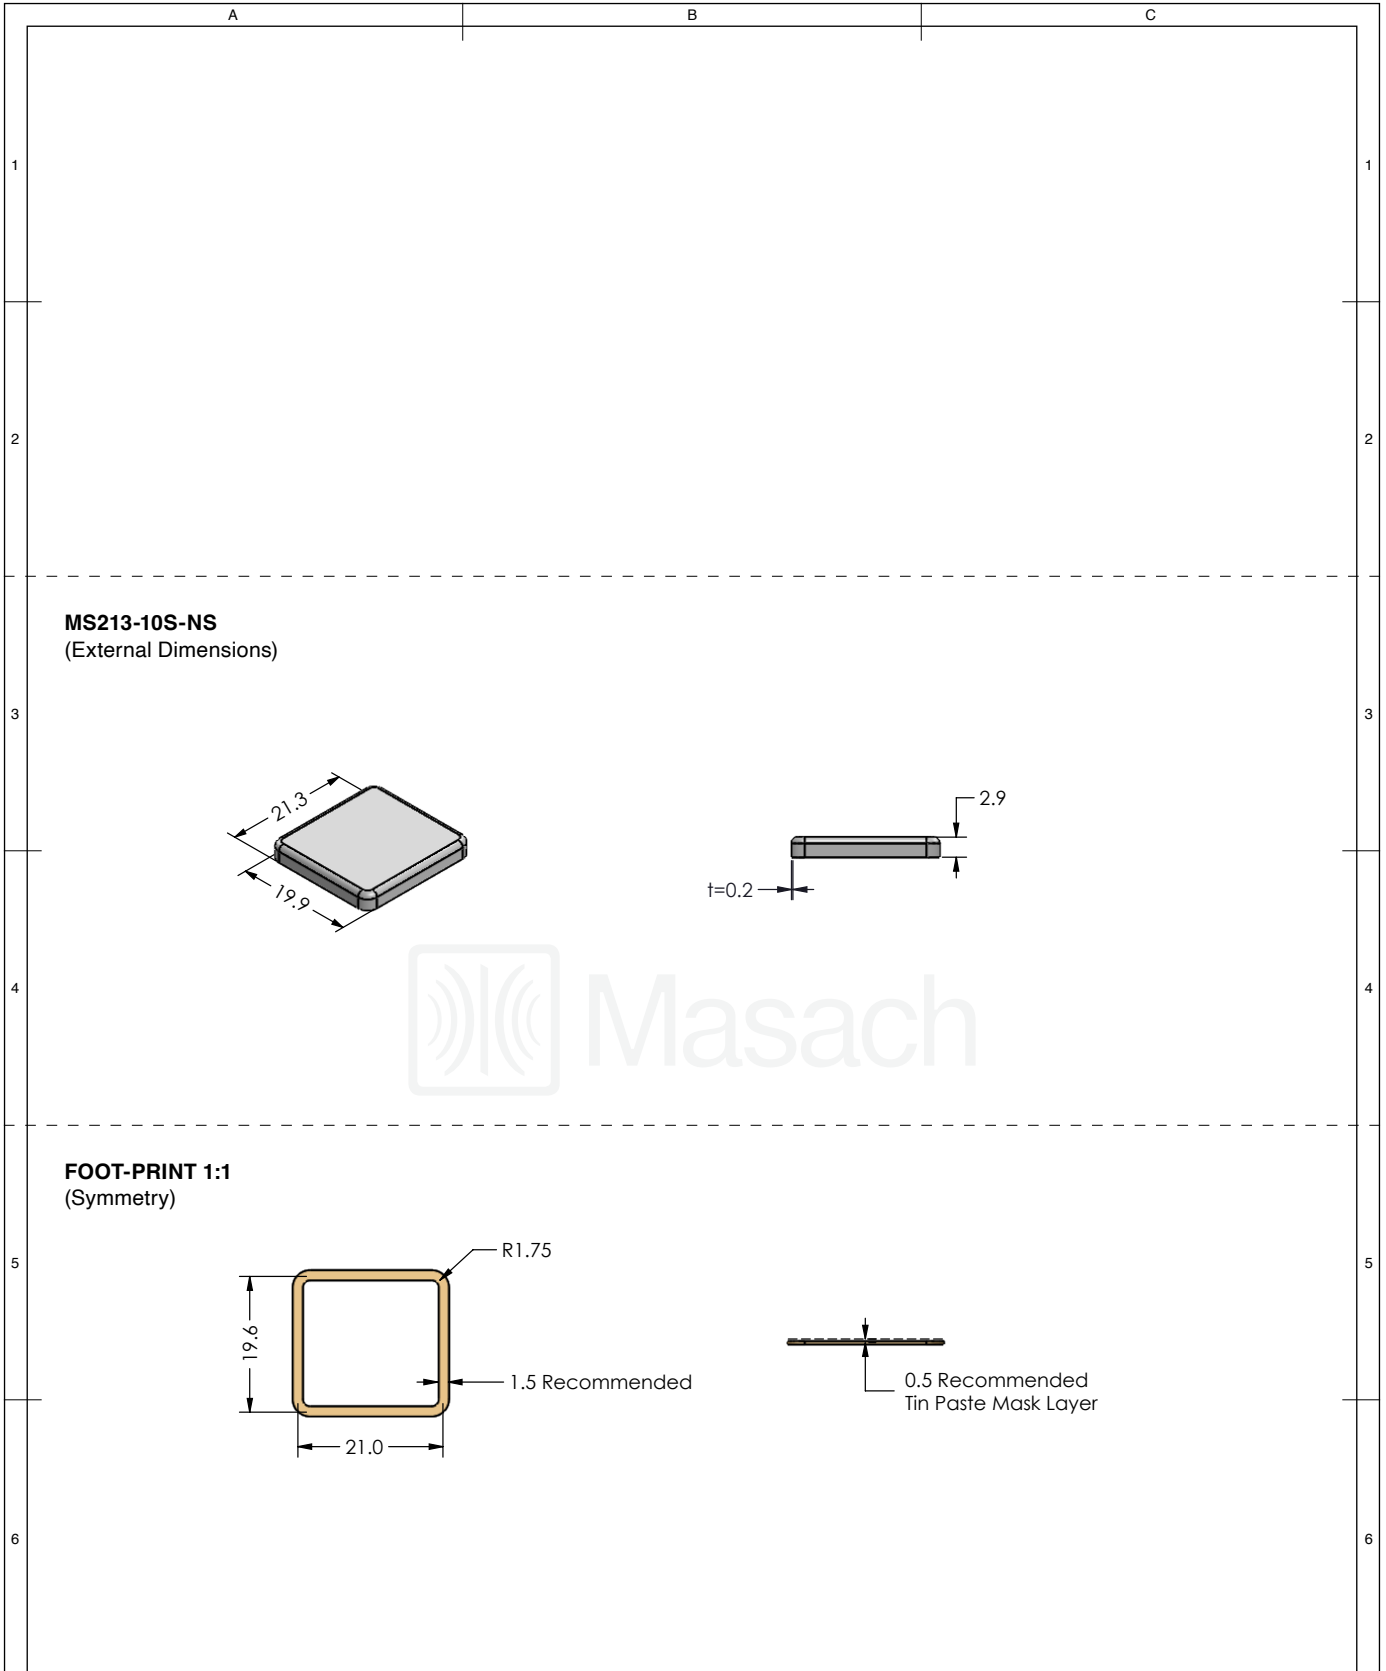 A B C
1 1
2 2
MS213-10S-NS
(External Dimensions)
3 3
21.3
19.9
2.9
t=0.2
4 4
Masach
FOOT-PRINT 1:1
(Symmetry)
5 5
R1.75
19.6
1.5 Recommended
21.0
0.5 Recommended
Tin Paste Mask Layer
6 6